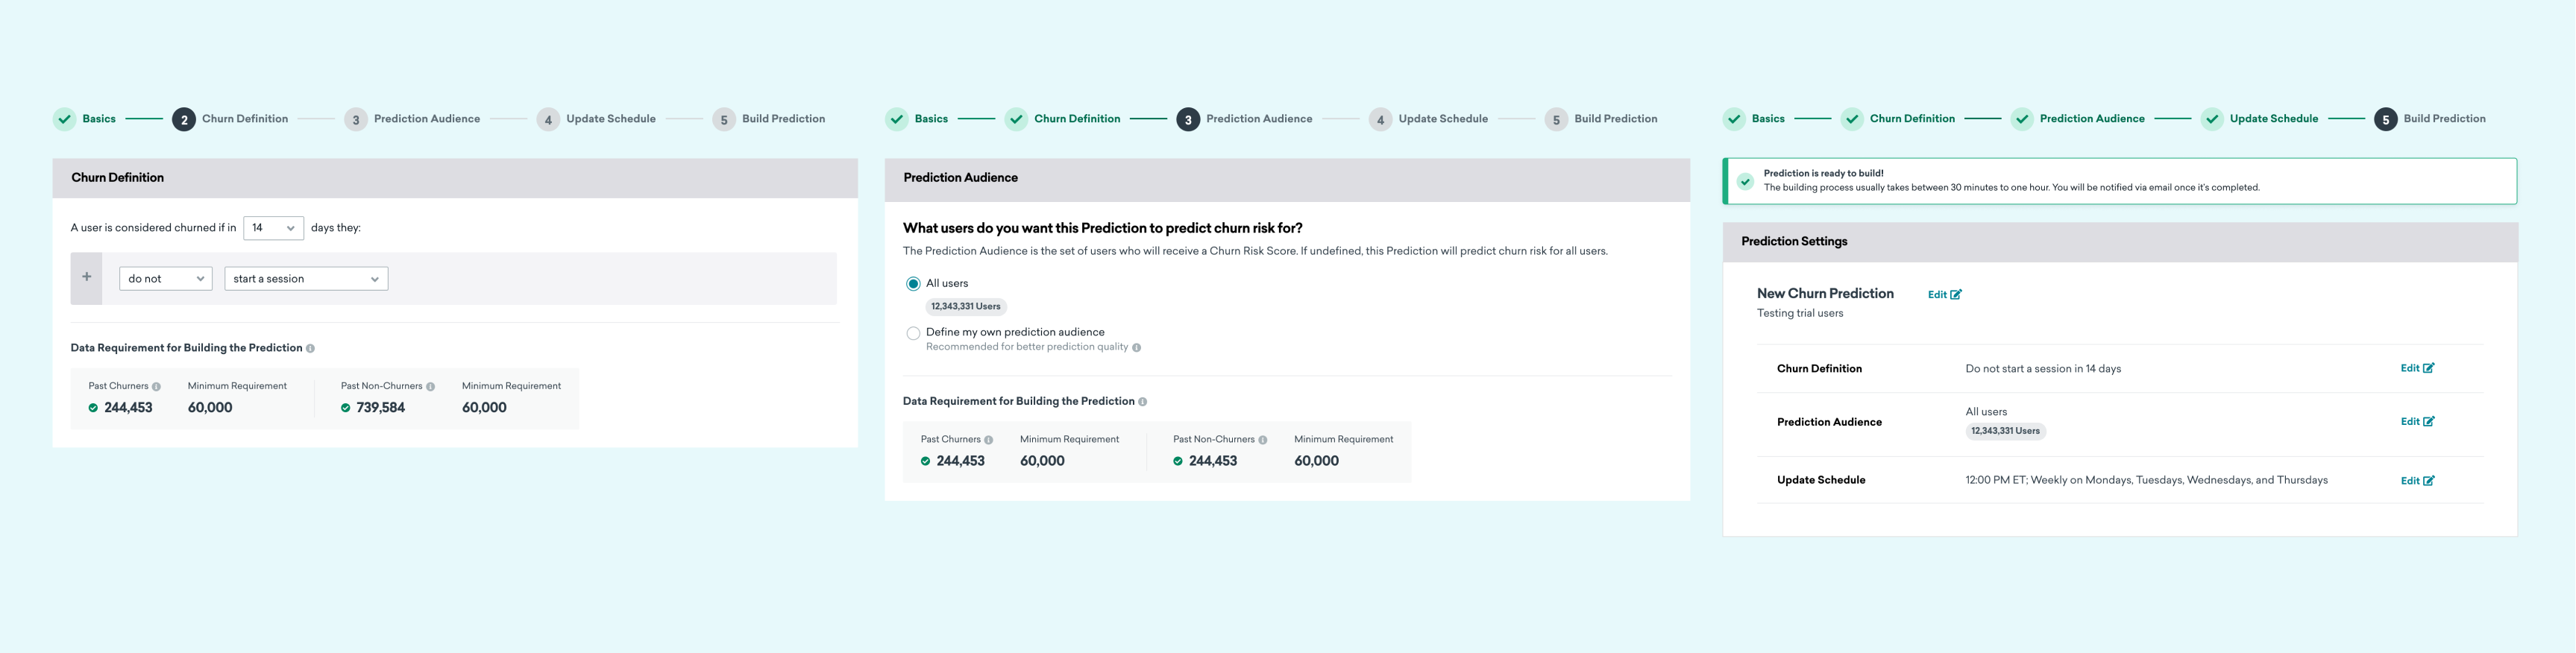 Basics 2 Churn Definition 3 Prediction Audience 4 Update Schedule 5 Build Prediction
Churn Definition
A user is considered churned if in 14 days they:
+ do not start a session
Data Requirement for Building the Prediction
Past Churners Minimum Requirement Past Non-Churners Minimum Requirement
244,453 60,000 739,584 60,000
Basics Churn Definition 3 Prediction Audience 4 Update Schedule 5 Build Prediction
Prediction Audience
What users do you want this Prediction to predict churn risk for?
The Prediction Audience is the set of users who will receive a Churn Risk Score. If undefined, this Prediction will predict churn risk for all users.
All users
12,343,331 Users
Define my own prediction audience
Recommended for better prediction quality
Data Requirement for Building the Prediction
Past Churners Minimum Requirement Past Non-Churners Minimum Requirement
244,453 60,000 244,453 60,000
Basics Churn Definition Prediction Audience Update Schedule 5 Build Prediction
Prediction is ready to build!
The building process usually takes between 30 minutes to one hour. You will be notified via email once it's completed.
Prediction Settings
New Churn Prediction Edit
Testing trial users
Churn Definition Do not start a session in 14 days Edit
Prediction Audience All users Edit
12,343,331 Users
Update Schedule 12:00 PM ET; Weekly on Mondays, Tuesdays, Wednesdays, and Thursdays Edit